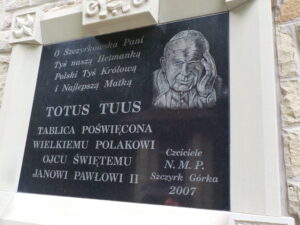 O Szczyrkowska Pani
Tyś naszą Hetmanką
Polski Tyś Królową
i Najlepszą Matką
TOTUS TUUS
TABLICA POŚWIĘCONA
WIELKIEMU POLAKOWI
OJCU ŚWIĘTEMU
JANOWI PAWŁOWI II
Czciciele
N. M. P.
Szczyrk Górka
2007